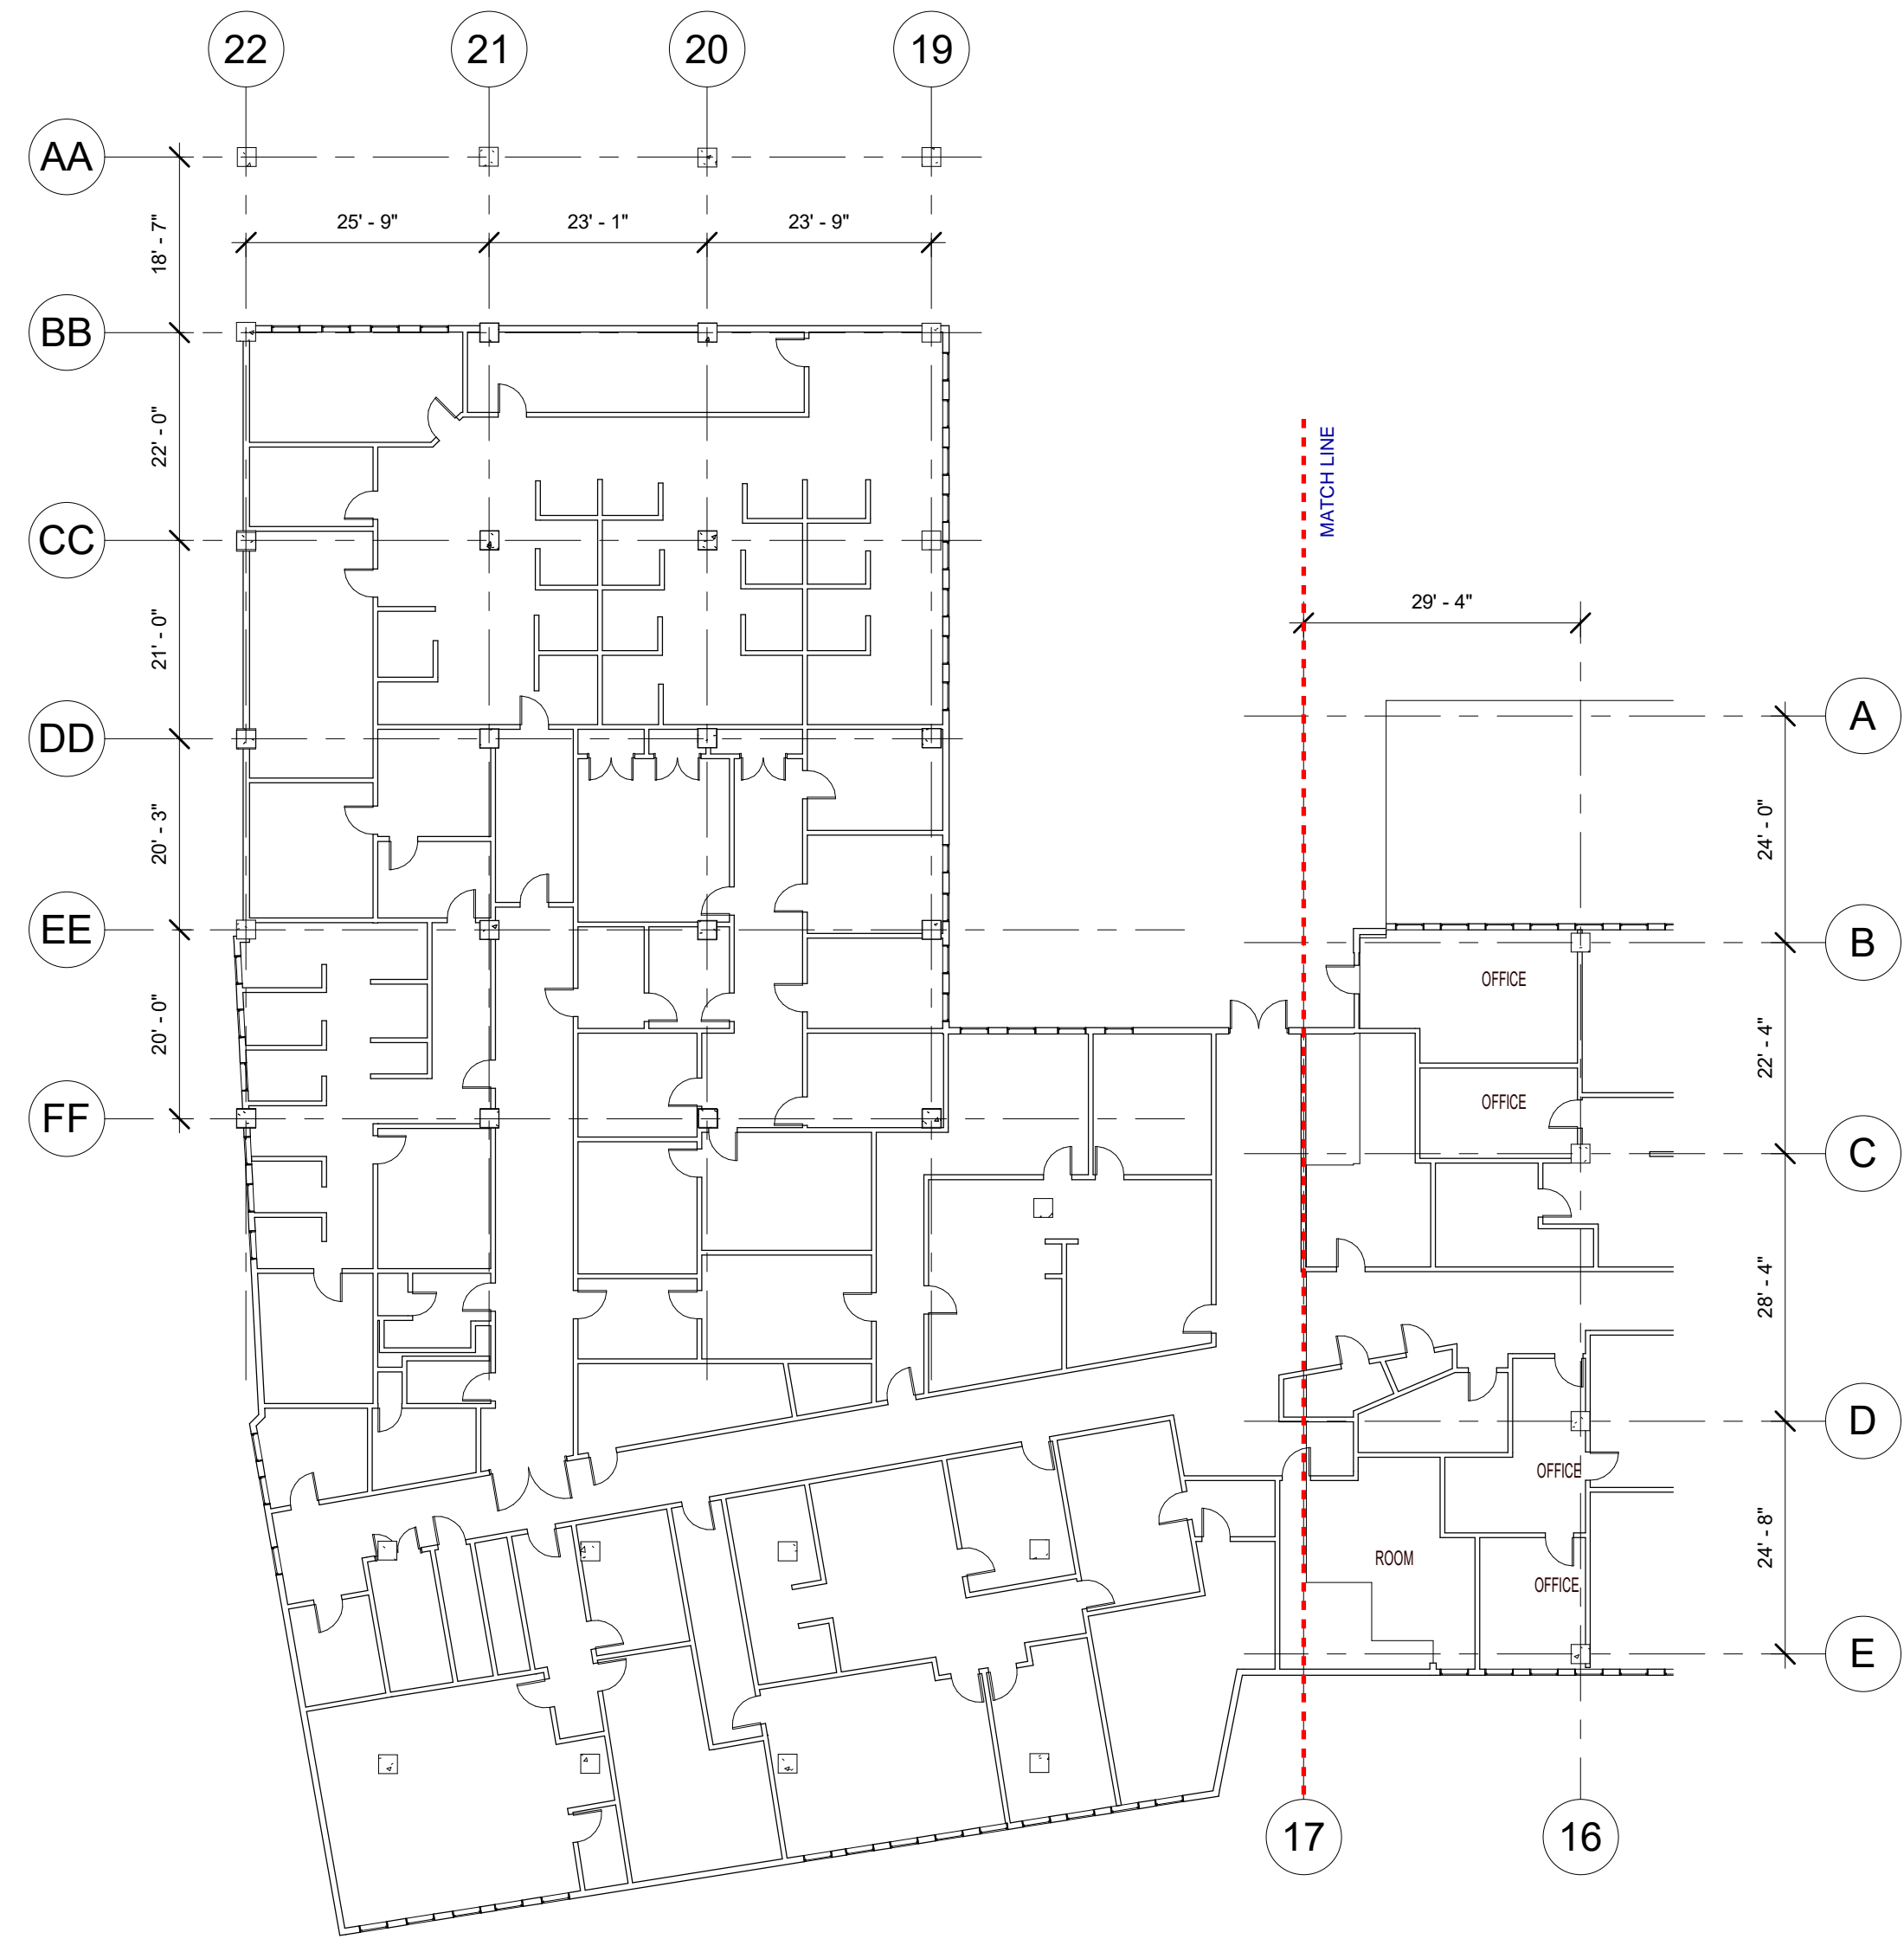 22
21
20
19
AA
25' - 9"
23' - 1"
23' - 9"
18' - 7"
BB
22' - 0"
MATCH LINE
CC
29' - 4"
21' - 0"
A
DD
20' - 3"
24' - 0"
EE
B
OFFICE
20' - 0"
22' - 4"
OFFICE
FF
C
28' - 4"
D
OFFICE
24' - 8"
ROOM
OFFICE
E
17
16